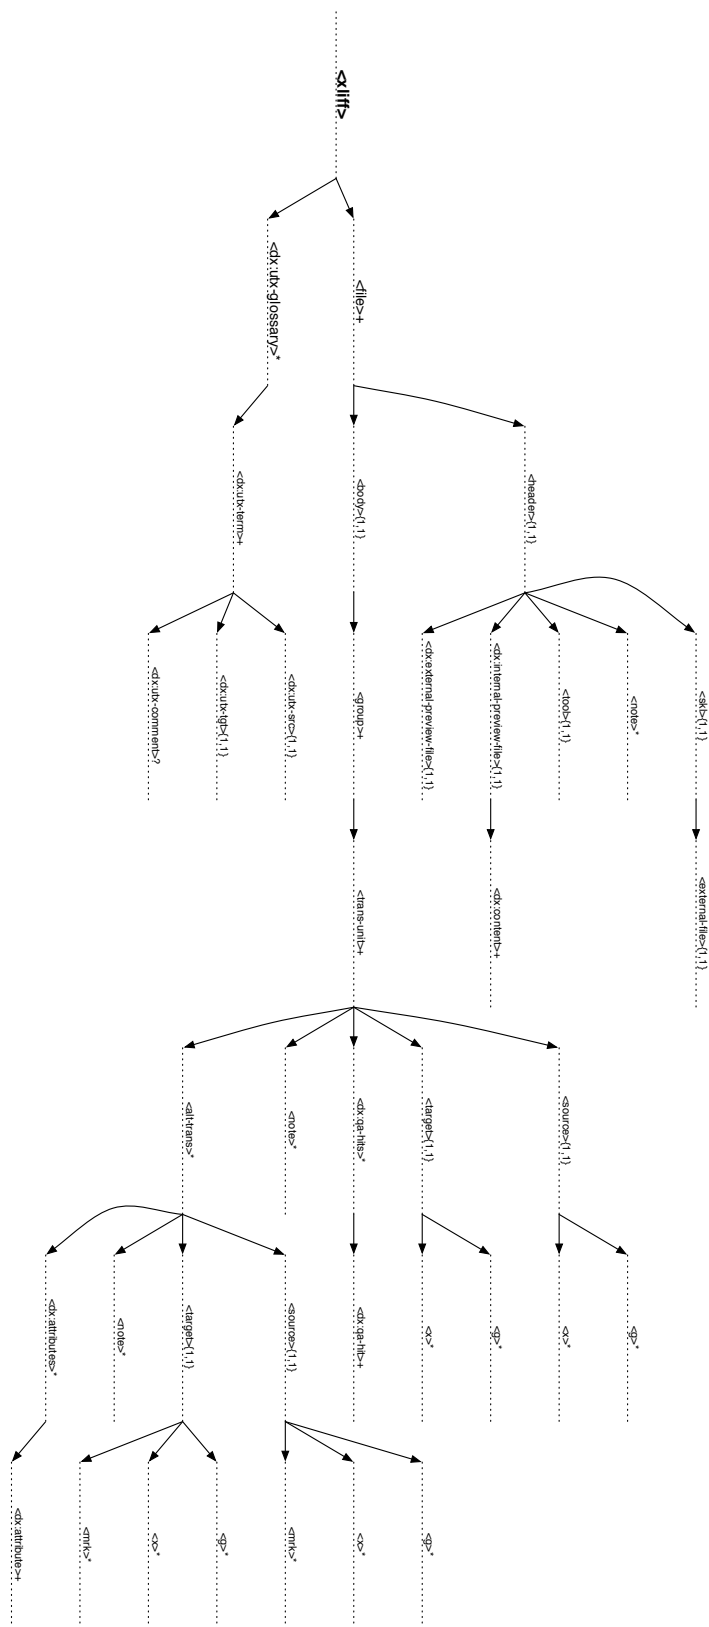 <xliff>
<dx:utx-glossary>*
<file>+
<dx:utx-term>+
<body>{1,1}
<header>{1,1}
<dx:utx-comment>?
<dx:utx-tgt>{1,1}
<dx:utx-src>{1,1}
<group>+
<dx:external-preview-file>{1,1}
<dx:internal-preview-file>{1,1}
<tool>{1,1}
<note>*
<skl>{1,1}
<trans-unit>+
<dx:content>+
<external-file>{1,1}
<alt-trans>*
<note>*
<dx:qa-hits>*
<target>{1,1}
<source>{1,1}
<dx:attributes>*
<note>*
<target>{1,1}
<source>{1,1}
<dx:qa-hit>+
<x>*
<g>*
<x>*
<g>*
<dx:attribute>+
<mrk>*
<x>*
<g>*
<mrk>*
<x>*
<g>*